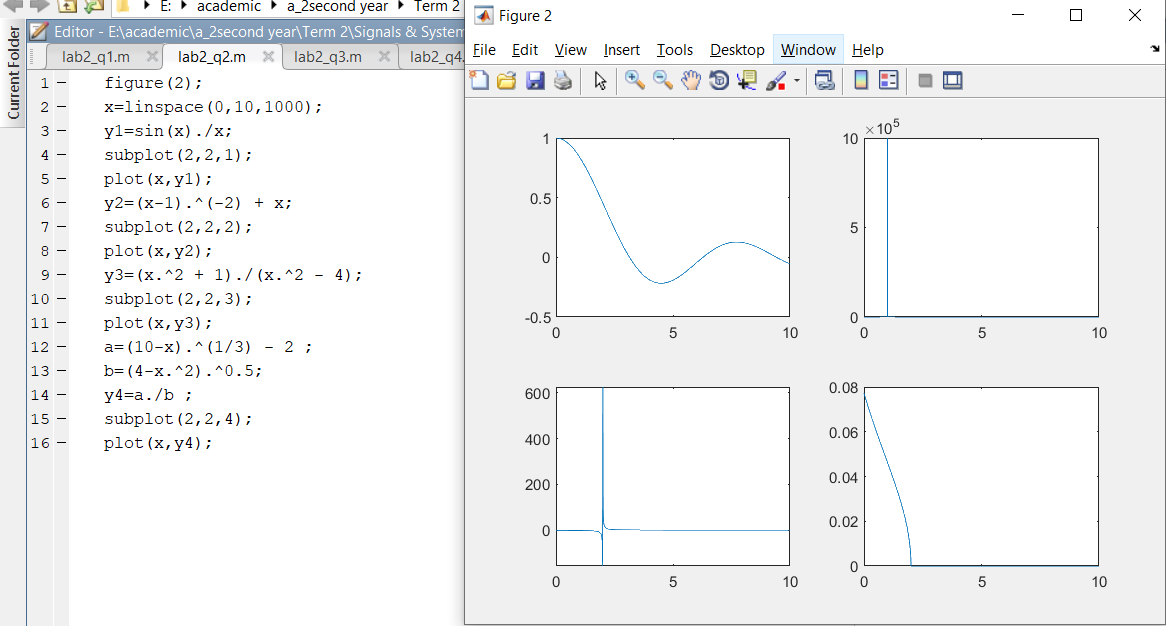 E: academic a_2second year Term 2
Editor - E:\academic\a_2second year\Term 2\Signals & System
lab2_q1.m lab2_q2.m lab2_q3.m lab2_q4.
Current Folder
1 - figure(2);
2 - x=linspace(0,10,1000);
3 - y1=sin(x)./x;
4 - subplot(2,2,1);
5 - plot(x,y1);
6 - y2=(x-1).^(-2) + x;
7 - subplot(2,2,2);
8 - plot(x,y2);
9 - y3=(x.^2 + 1)./(x.^2 - 4);
10 - subplot(2,2,3);
11 - plot(x,y3);
12 - a=(10-x).^(1/3) - 2 ;
13 - b=(4-x.^2).^0.5;
14 - y4=a./b ;
15 - subplot(2,2,4);
16 - plot(x,y4);
Figure 2
File Edit View Insert Tools Desktop Window Help
1
0.5
0
-0.5
0 5 10
×10⁵
10
5
0
0 5 10
600
400
200
0
0 5 10
0.08
0.06
0.04
0.02
0
0 5 10